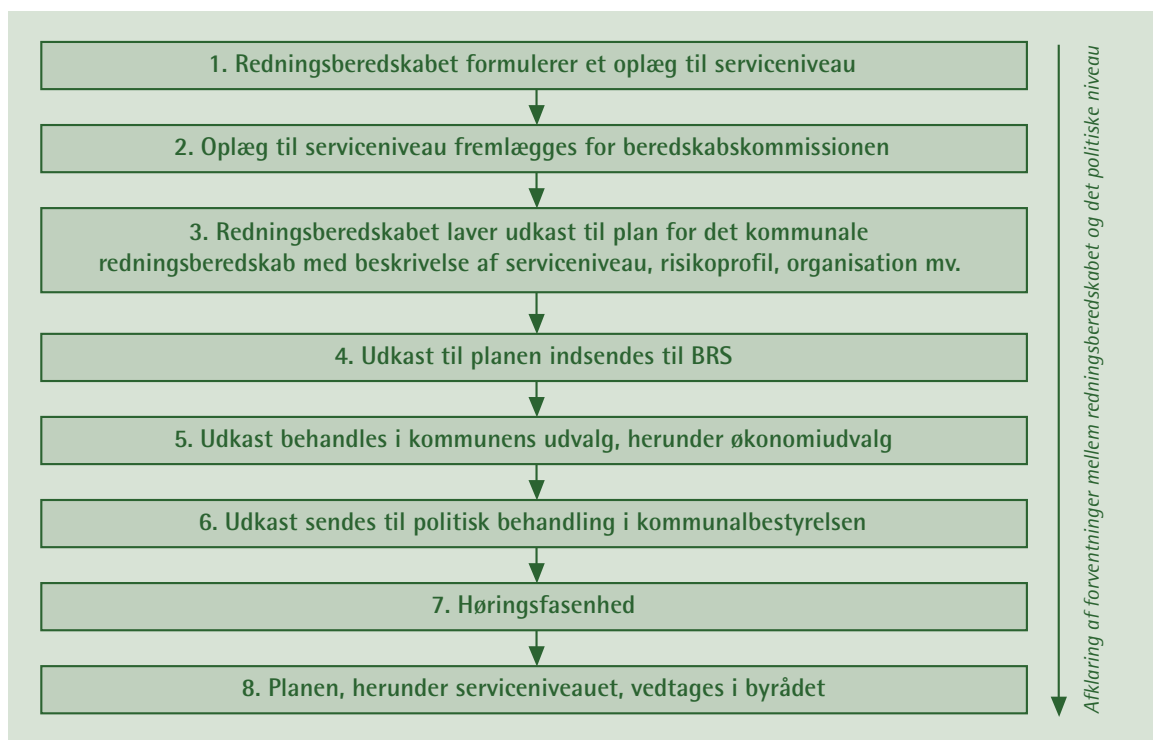 1. Redningsberedskabet formulerer et oplæg til serviceniveau
2. Oplæg til serviceniveau fremlægges for beredskabskommissionen
3. Redningsberedskabet laver udkast til plan for det kommunale
redningsberedskab med beskrivelse af serviceniveau, risikoprofil, organisation mv.
4. Udkast til planen indsendes til BRS
5. Udkast behandles i kommunens udvalg, herunder økonomiudvalg
6. Udkast sendes til politisk behandling i kommunalbestyrelsen
7. Høringsfasenhed
8. Planen, herunder serviceniveauet, vedtages i byrådet
Afklaring af forventninger mellem redningsberedskabet og det politiske niveau